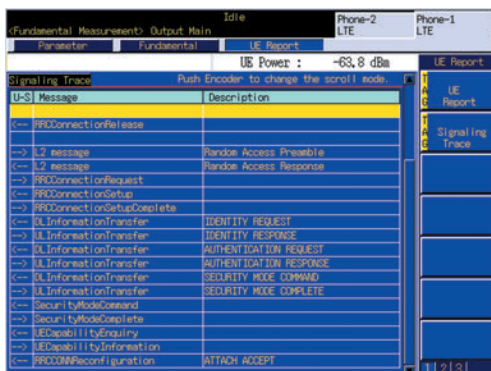 Idle
Phone-2 LTE
Phone-1 LTE
<Fundamental Measurement> Output Main
Parameter Fundamental UE Report
UE Power : -63.8 dBm
UE Report
Signaling Trace Push Encoder to change the scroll mode.
TAG UE Report
TAG Signaling Trace
U-S Message Description
<-- RRCConnectionRelease
--> L2 message Random Access Preamble
<-- L2 message Random Access Response
--> RRCConnectionRequest
<-- RRCConnectionSetup
--> RRCConnectionSetupComplete
<-- DLInformationTransfer IDENTITY REQUEST
--> ULInformationTransfer IDENTITY RESPONSE
<-- DLInformationTransfer AUTHENTICATION REQUEST
--> ULInformationTransfer AUTHENTICATION RESPONSE
<-- DLInformationTransfer SECURITY MODE COMMAND
--> ULInformationTransfer SECURITY MODE COMPLETE
<-- SecurityModeCommand
--> SecurityModeComplete
<-- UECapabilityEnquiry
--> UECapabilityInformation
<-- RRCCONNReconfiguration ATTACH ACCEPT
1 2 3